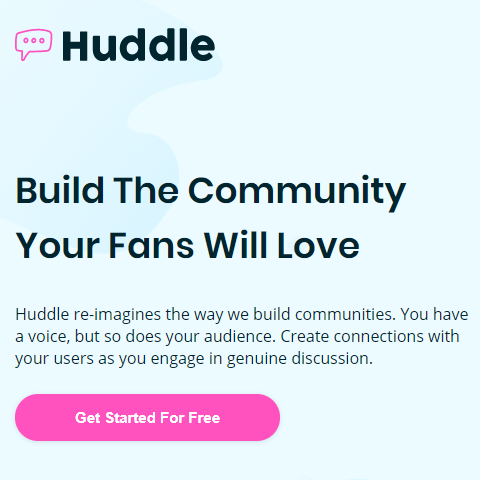 Huddle
Build The Community
Your Fans Will Love
Huddle re-imagines the way we build communities. You have
a voice, but so does your audience. Create connections with
your users as you engage in genuine discussion.
Get Started For Free